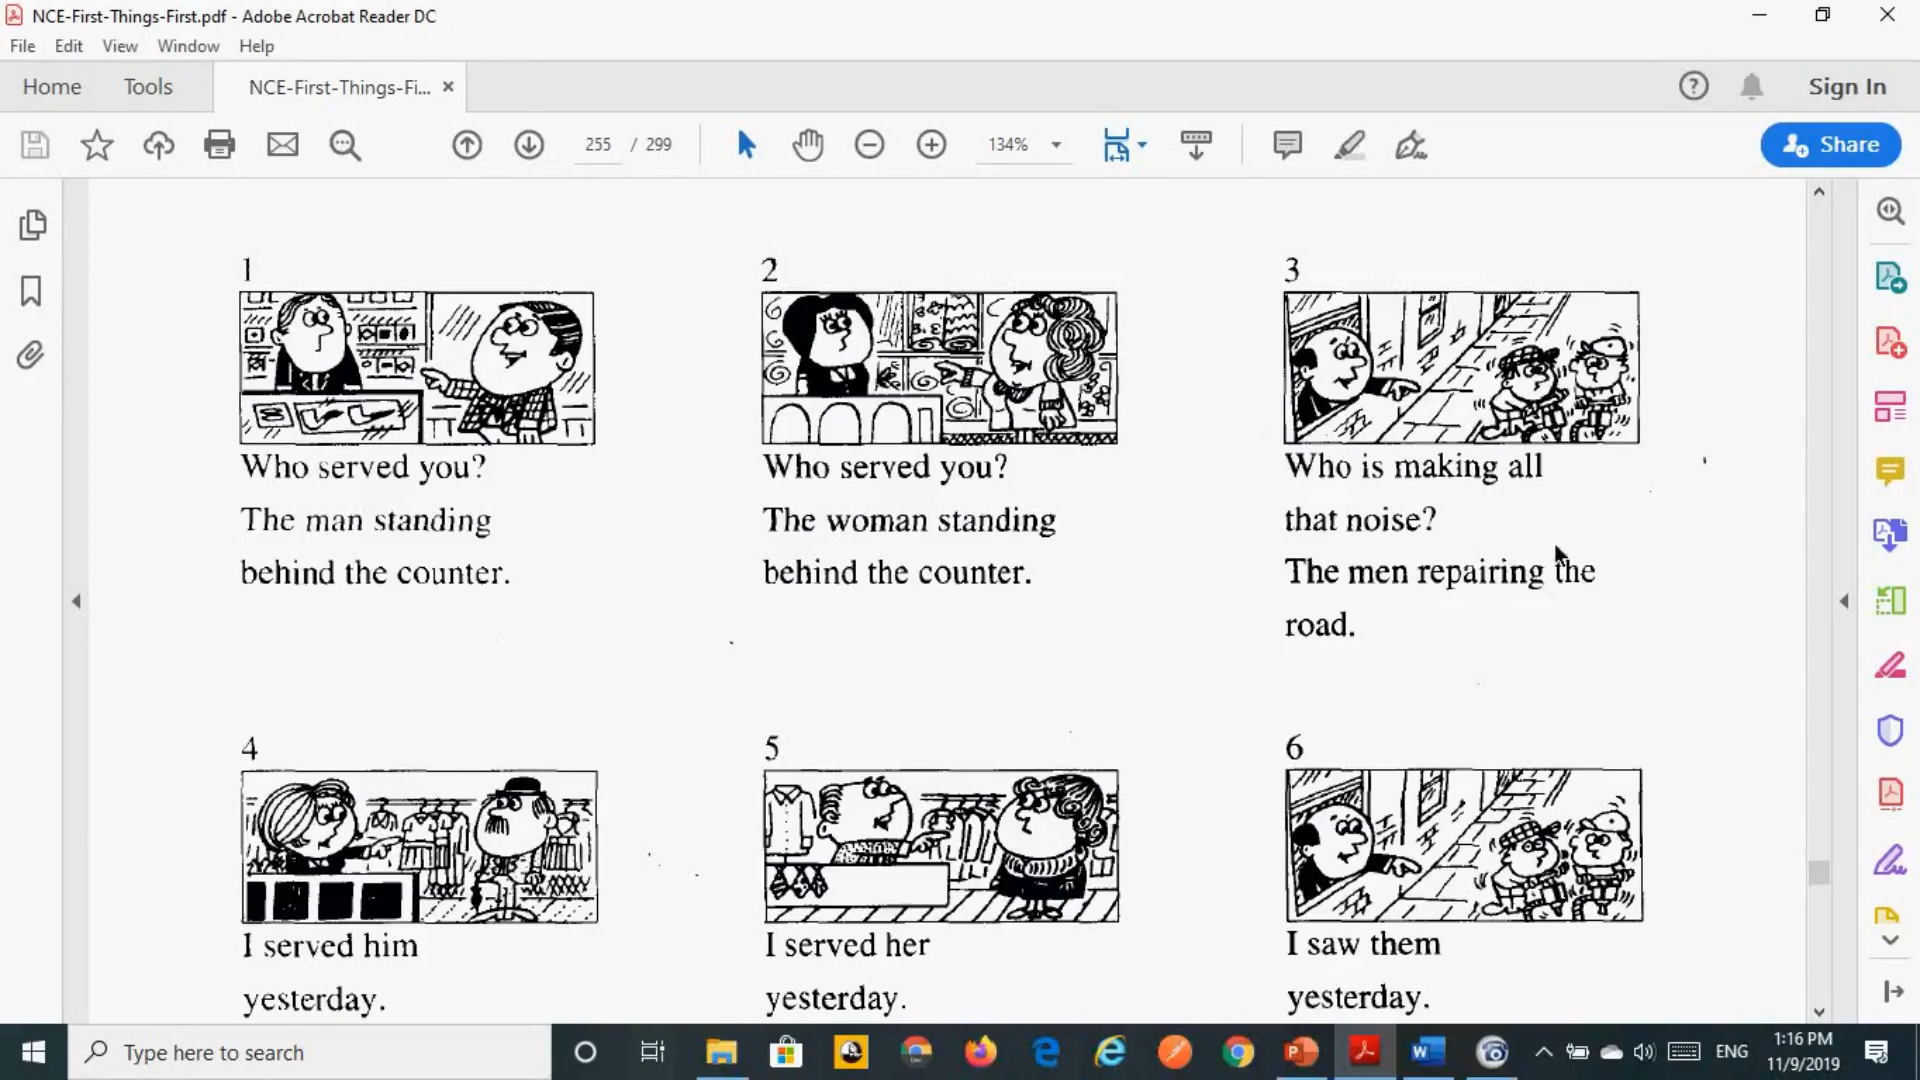 NCE-First-Things-First.pdf - Adobe Acrobat Reader DC
File Edit View Window Help
Home Tools NCE-First-Things-Fi... × Sign In
255 / 299 134% Share
1 2 3
Who served you?
The man standing
behind the counter.
Who served you?
The woman standing
behind the counter.
Who is making all
that noise?
The men repairing the
road.
4 5 6
I served him
yesterday.
I served her
yesterday.
I saw them
yesterday.
Type here to search
ENG
1:16 PM
11/9/2019